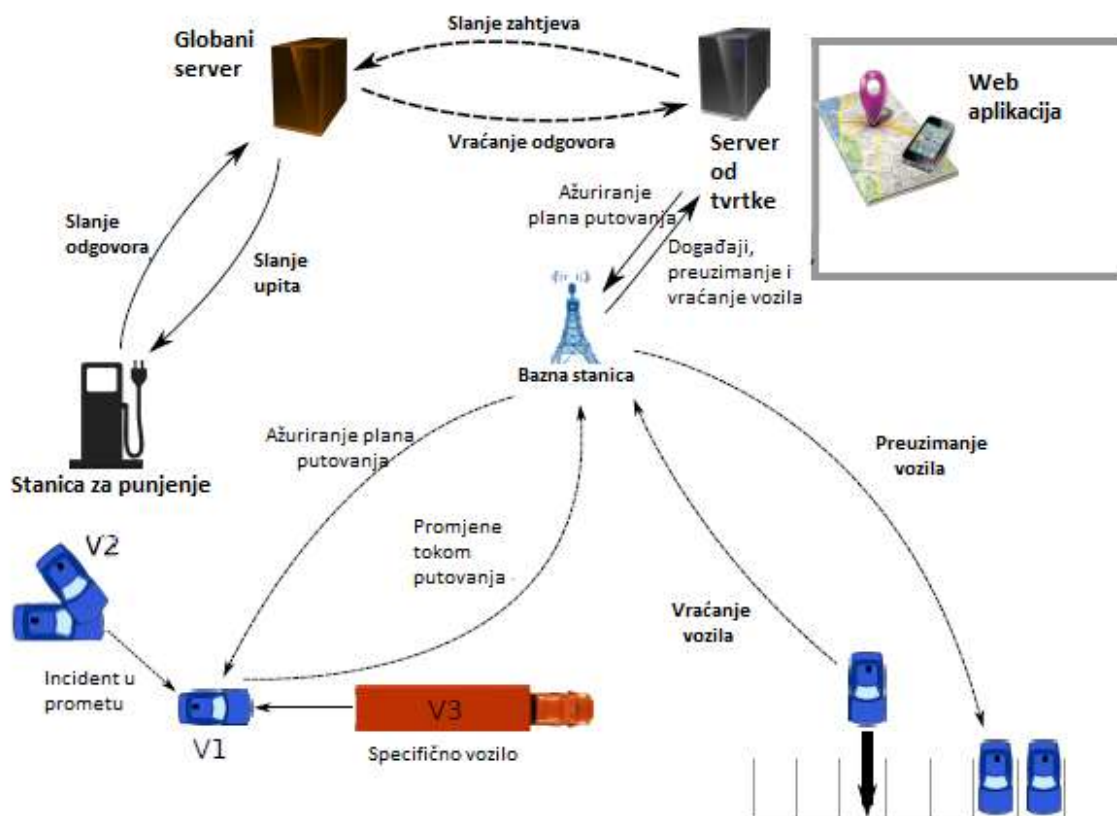 Slanje zahtjeva
Globani
server
Web
aplikacija
Vraćanje odgovora
Server
od
tvrtke
Ažuriranje
plana putovanja
Slanje
odgovora
Slanje
upita
Događaji,
preuzimanje i
vraćanje vozila
Bazna stanica
Ažuriranje plana
putovanja
Preuzimanje
vozila
Stanica za punjenje
V2
Promjene
tokom
putovanja
Vraćanje
vozila
Incident u
prometu
V3
V1
Specifično vozilo